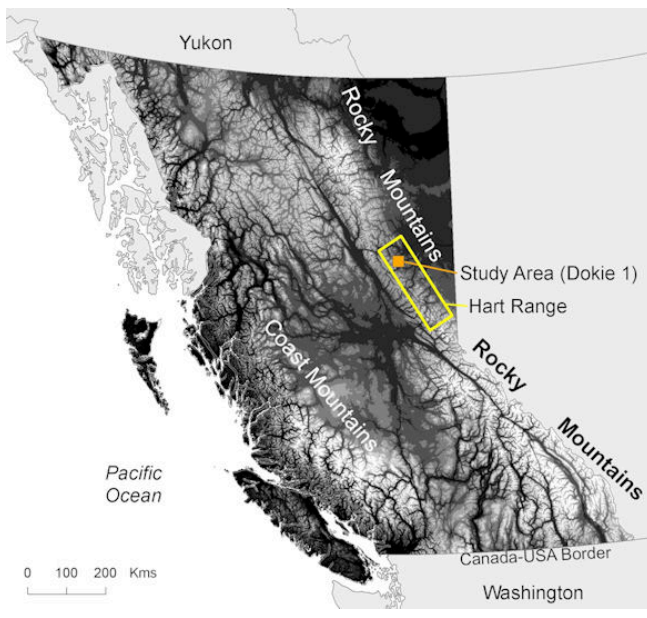 Yukon
Rocky
Mountains
Study Area (Dokie 1)
Hart Range
Coast Mountains
Rocky
Mountains
Pacific
Ocean
Canada-USA Border
0 100 200 Kms
Washington